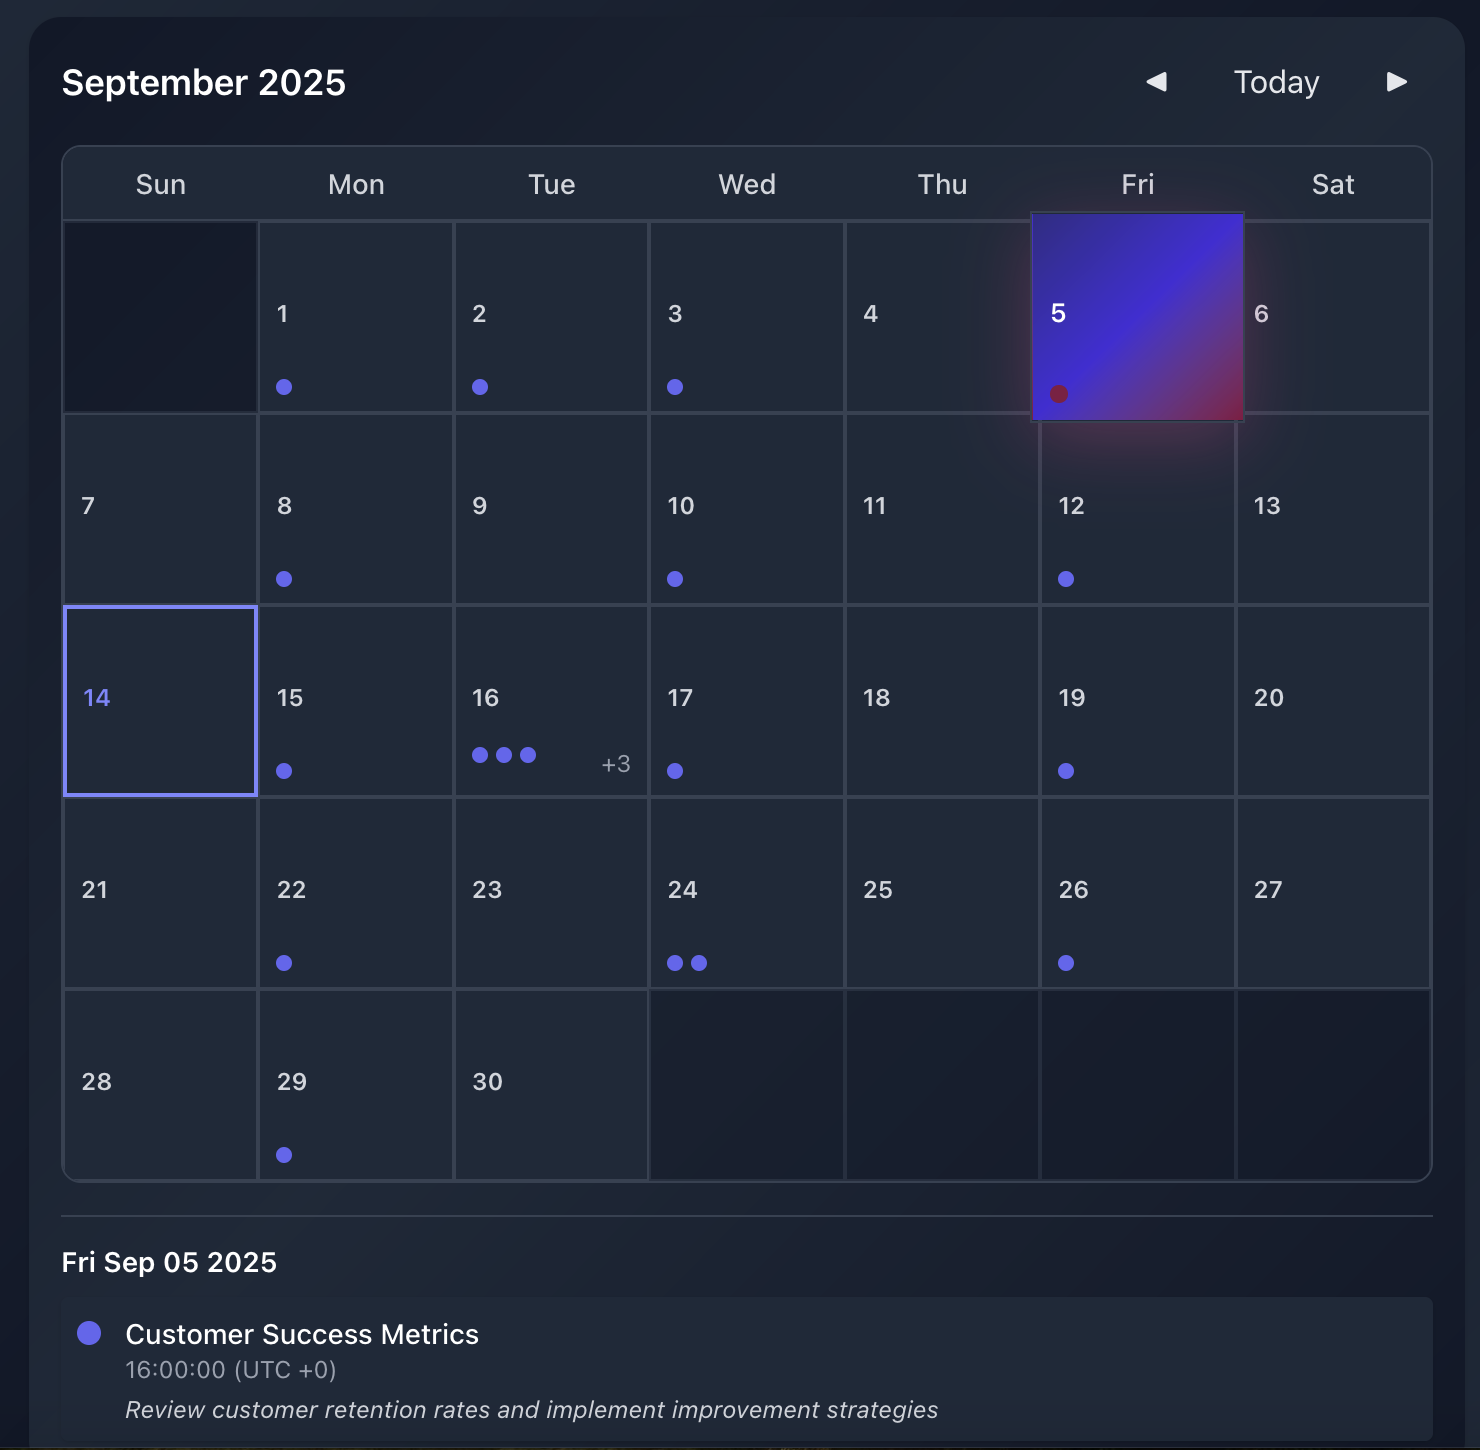 September 2025
◀ Today ▶
Sun Mon Tue Wed Thu Fri Sat
1 2 3 4 5 6
7 8 9 10 11 12 13
14 15 16 17 18 19 20
+3
21 22 23 24 25 26 27
28 29 30
Fri Sep 05 2025
Customer Success Metrics
16:00:00 (UTC +0)
Review customer retention rates and implement improvement strategies